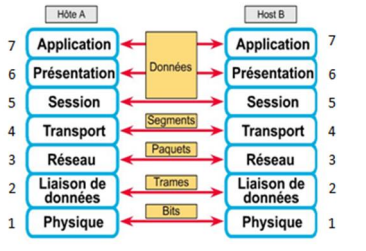 Hôte A Host B
7 Application Application 7
6 Présentation Données Présentation 6
5 Session Session 5
4 Transport Segments Transport 4
3 Réseau Paquets Réseau 3
2 Liaison de Trames Liaison de 2
données données
1 Physique Bits Physique 1